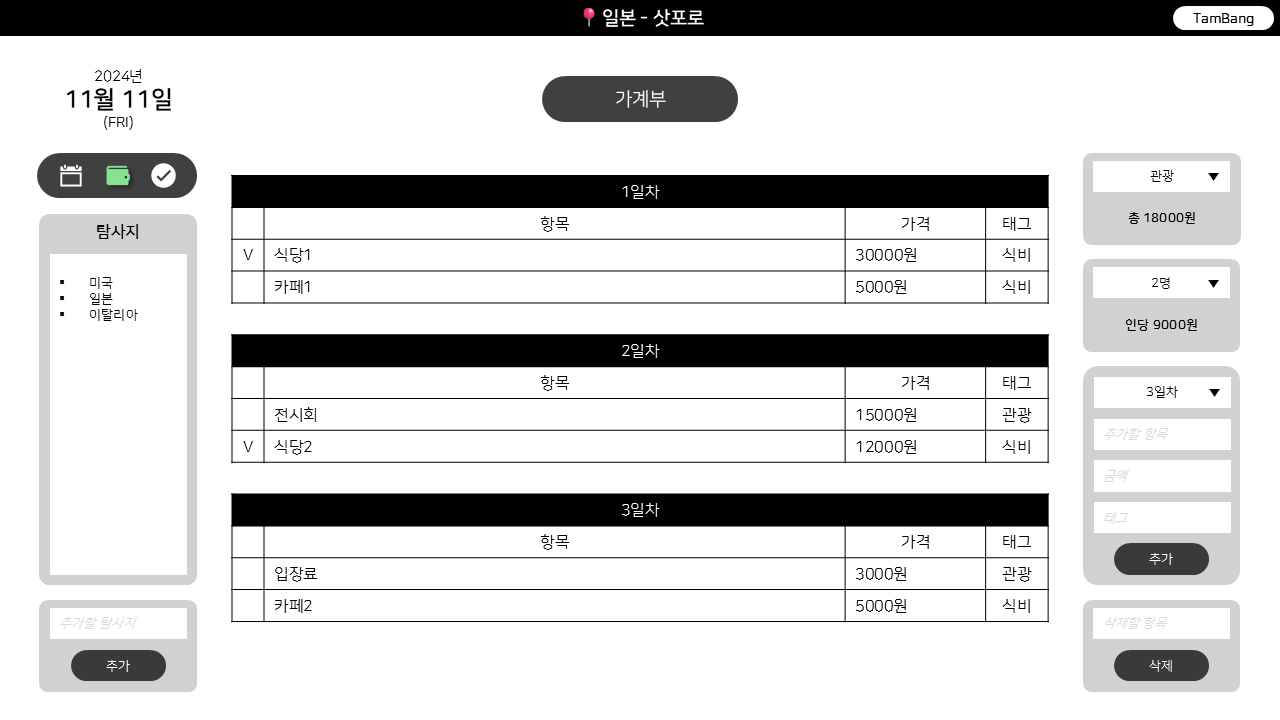 일본 - 삿포로
TamBang
2024년
11월 11일
(FRI)
가계부
탐사지
▪ 미국
▪ 일본
▪ 이탈리아
추가할 탐사지
추가
1일차
항목 가격 태그
V 식당1 30000원 식비
카페1 5000원 식비
2일차
항목 가격 태그
전시회 15000원 관광
V 식당2 12000원 식비
3일차
항목 가격 태그
입장료 3000원 관광
카페2 5000원 식비
관광
총 18000원
2명
인당 9000원
3일차
추가할 항목
금액
태그
추가
삭제할 항목
삭제